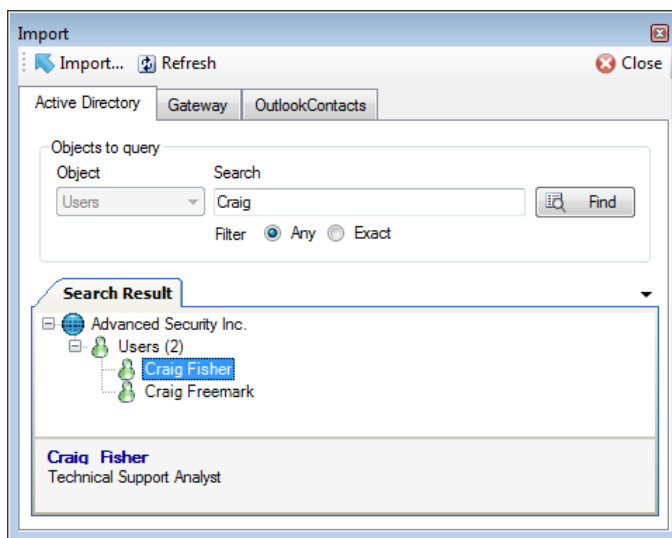 Import
Import... Refresh Close
Active Directory Gateway OutlookContacts
Objects to query
Object Search
Users Craig Find
Filter Any Exact
Search Result
Advanced Security Inc.
Users (2)
Craig Fisher
Craig Freemark
Craig Fisher
Technical Support Analyst